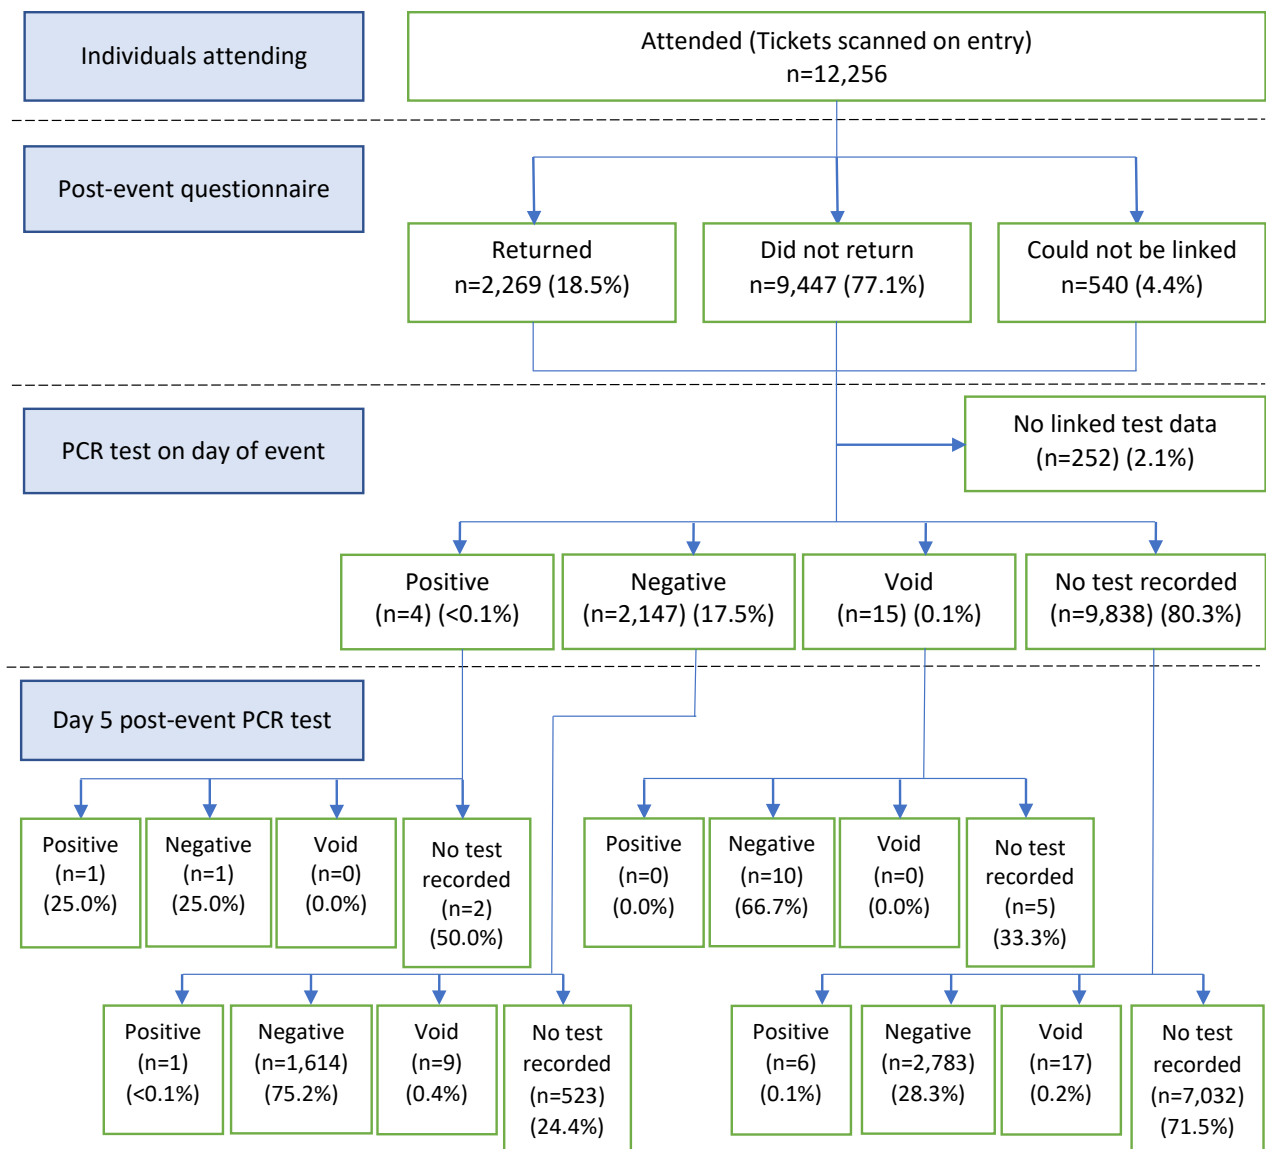 Individuals attending
Attended (Tickets scanned on entry)
n=12,256
Post-event questionnaire
Returned
n=2,269 (18.5%)
Did not return
n=9,447 (77.1%)
Could not be linked
n=540 (4.4%)
PCR test on day of event
No linked test data
(n=252) (2.1%)
Positive
(n=4) (<0.1%)
Negative
(n=2,147) (17.5%)
Void
(n=15) (0.1%)
No test recorded
(n=9,838) (80.3%)
Day 5 post-event PCR test
Positive
(n=1)
(25.0%)
Negative
(n=1)
(25.0%)
Void
(n=0)
(0.0%)
No test
recorded
(n=2)
(50.0%)
Positive
(n=0)
(0.0%)
Negative
(n=10)
(66.7%)
Void
(n=0)
(0.0%)
No test
recorded
(n=5)
(33.3%)
Positive
(n=1)
(<0.1%)
Negative
(n=1,614)
(75.2%)
Void
(n=9)
(0.4%)
No test
recorded
(n=523)
(24.4%)
Positive
(n=6)
(0.1%)
Negative
(n=2,783)
(28.3%)
Void
(n=17)
(0.2%)
No test
recorded
(n=7,032)
(71.5%)